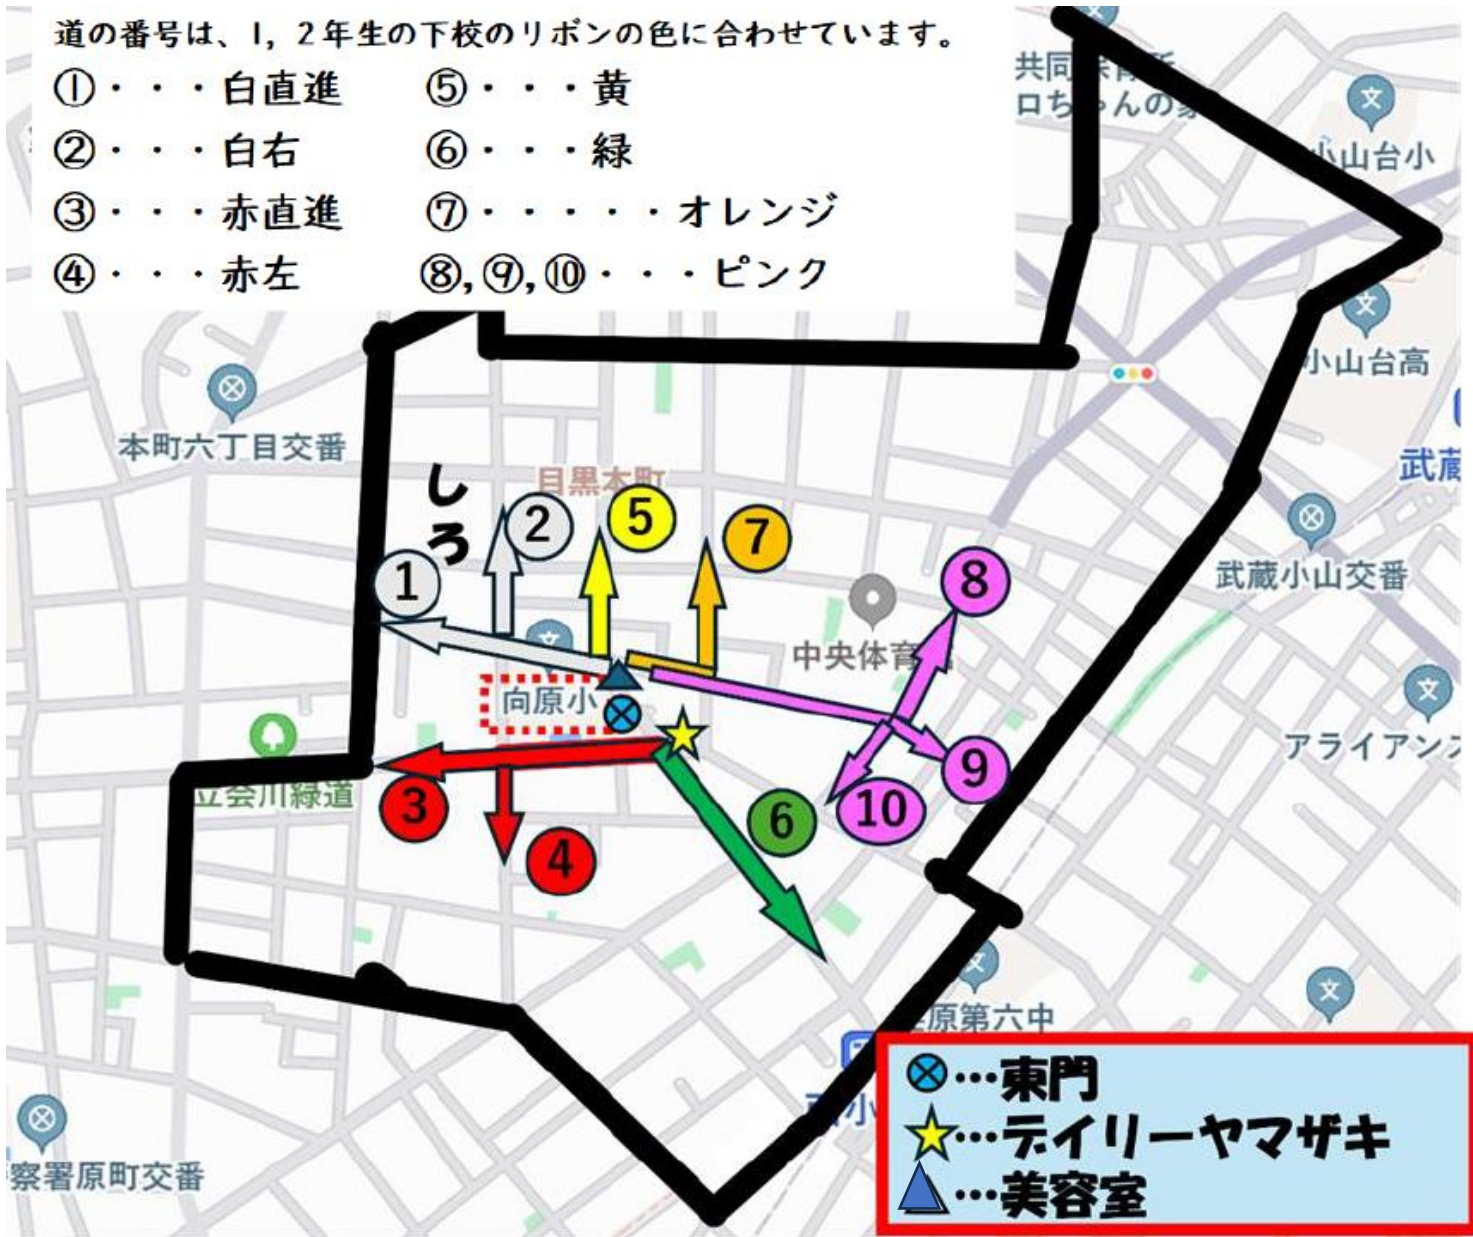 道の番号は、1, 2年生の下校のリボンの色に合わせています。
①・・・白直進
⑤・・・黄
②・・・白右
⑥・・・緑
③・・・赤直進
⑦・・・・・オレンジ
④・・・赤左
⑧,⑨,⑩・・・ピンク
共同保育所
小山台小
小山台高
本町六丁目交番
武蔵
しろ
目黒本町
2
5
7
1
8
武蔵小山交番
中央体育
向原小
アライアンス
立会川緑道
3
9
6
10
4
原第六中
察署原町交番
⊗…東門
★…デイリーヤマザキ
▲…美容室